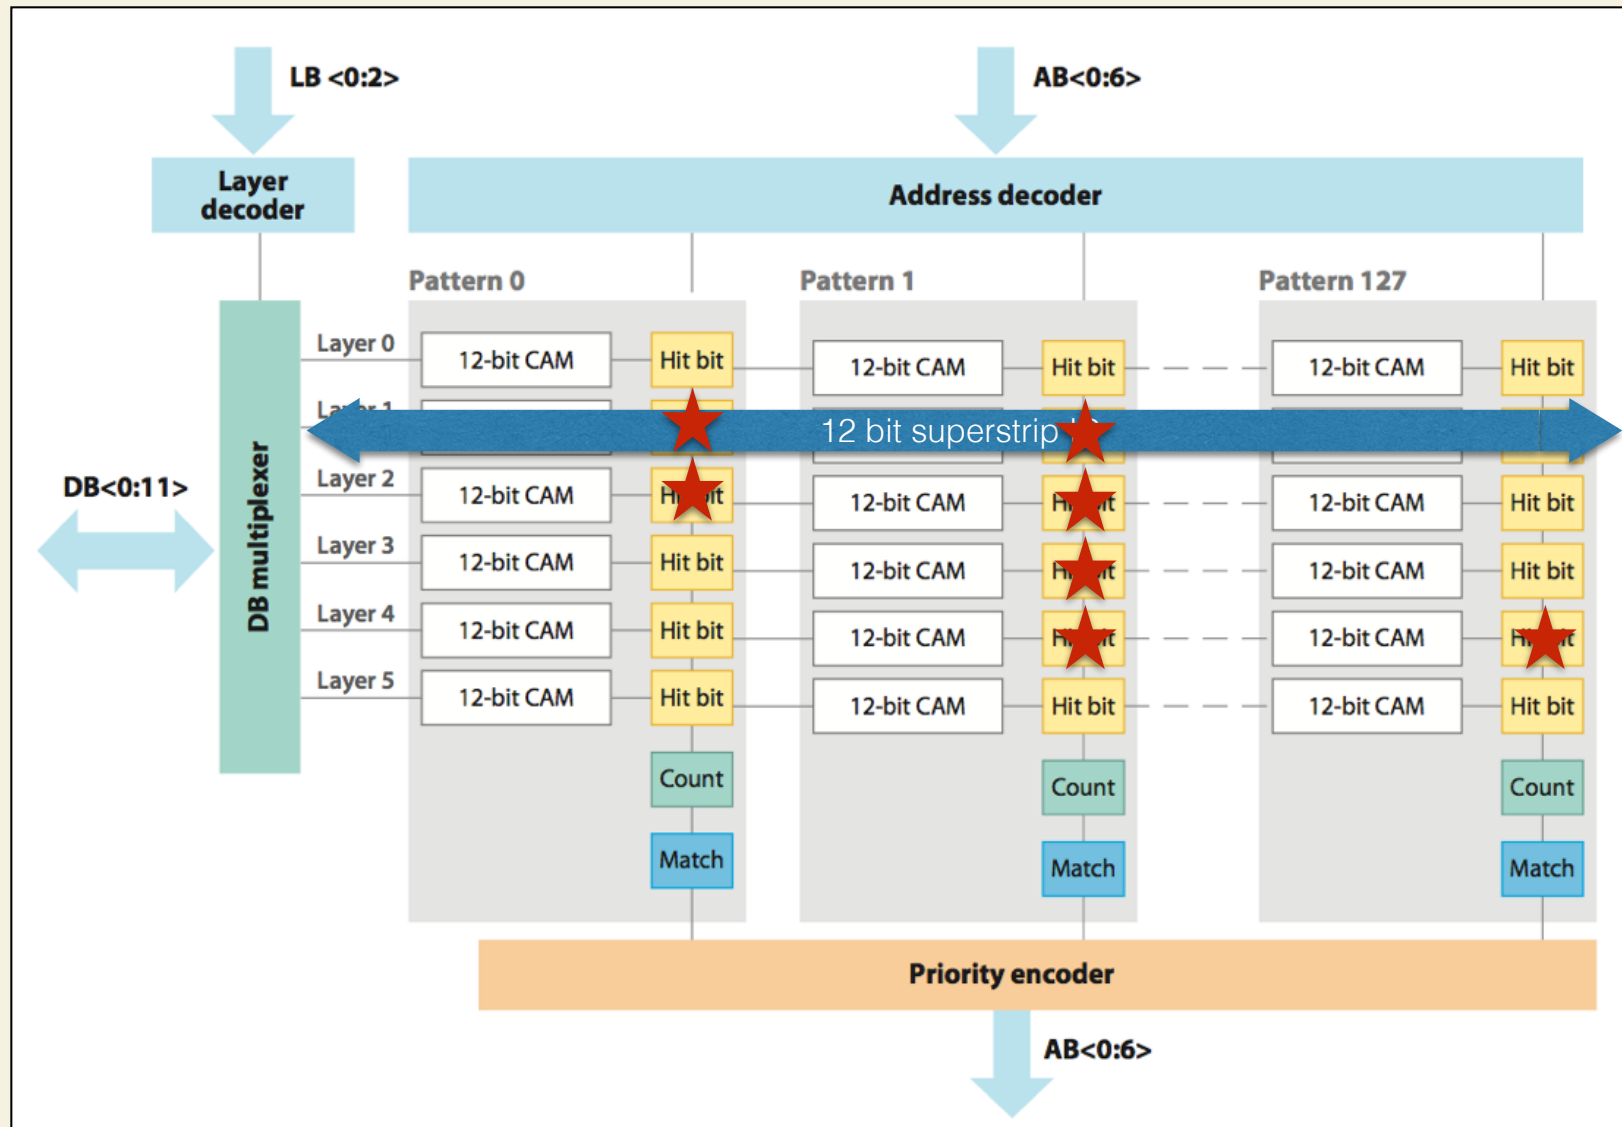 LB <0:2>
AB<0:6>
Layer
decoder
Address decoder
Pattern 0
Pattern 1
Pattern 127
Layer 0
12-bit CAM
Hit bit
12-bit CAM
Hit bit
12-bit CAM
Hit bit
12 bit superstrip
DB<0:11>
DB multiplexer
Layer 2
12-bit CAM
12-bit CAM
12-bit CAM
Hit bit
Layer 3
12-bit CAM
Hit bit
12-bit CAM
12-bit CAM
Hit bit
Layer 4
12-bit CAM
Hit bit
12-bit CAM
12-bit CAM
Layer 5
12-bit CAM
Hit bit
12-bit CAM
Hit bit
12-bit CAM
Hit bit
Count
Count
Count
Match
Match
Match
Priority encoder
AB<0:6>